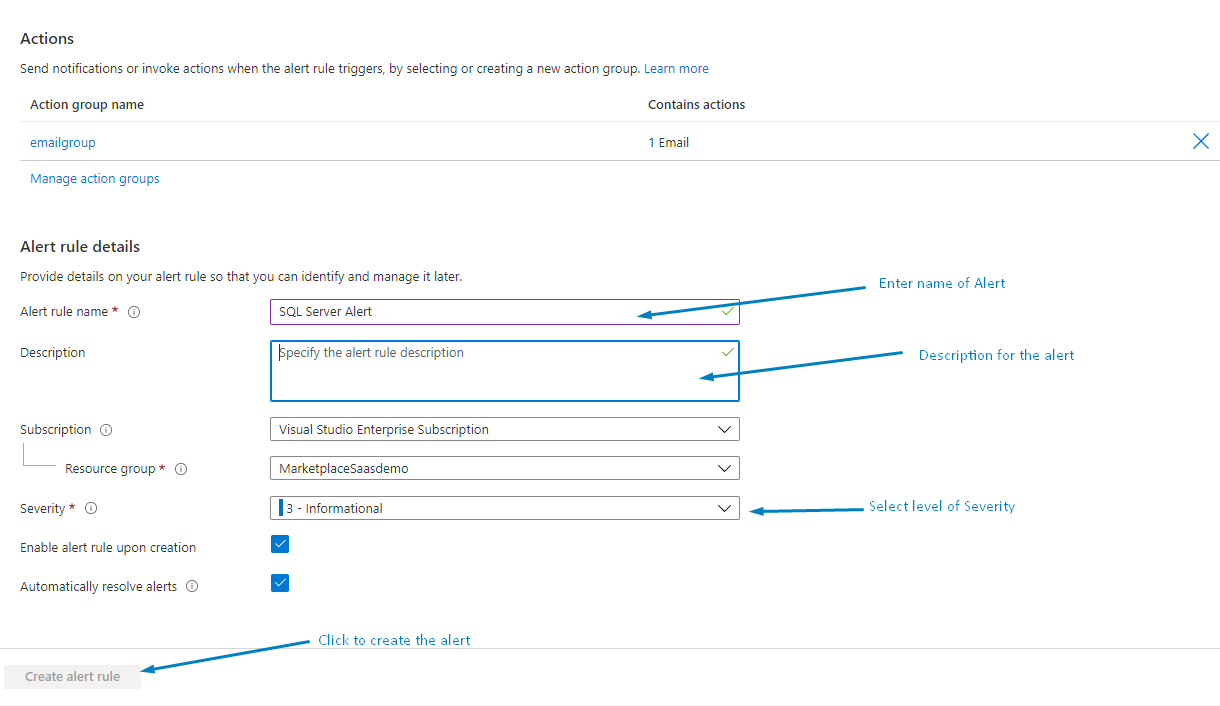 Actions
Send notifications or invoke actions when the alert rule triggers, by selecting or creating a new action group. Learn more
Action group name Contains actions
emailgroup 1 Email
Manage action groups
Alert rule details
Provide details on your alert rule so that you can identify and manage it later.
Enter name of Alert
Alert rule name * SQL Server Alert
Description Specify the alert rule description
Description for the alert
Subscription Visual Studio Enterprise Subscription
Resource group * MarketplaceSaasdemo
Severity * 3 - Informational
Select level of Severity
Enable alert rule upon creation
Automatically resolve alerts
Click to create the alert
Create alert rule